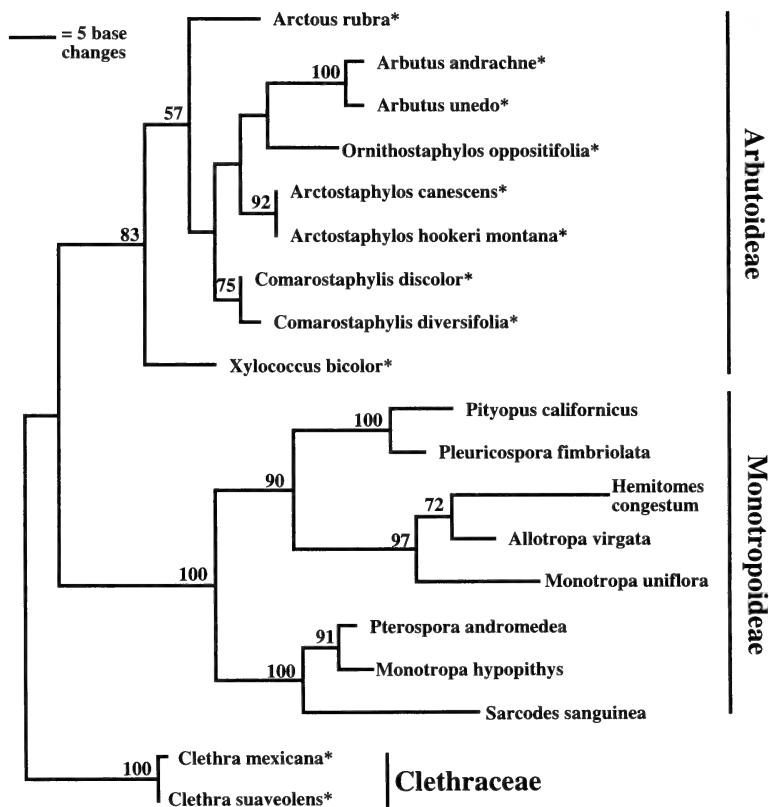 = 5 base
changes
Arctous rubra*
100
Arbutus andrachne*
Arbutus unedo*
57
Ornithostaphylos oppositifolia*
92
Arctostaphylos canescens*
Arctostaphylos hookeri montana*
83
75
Comarostaphylis discolor*
Comarostaphylis diversifolia*
Xylococcus bicolor*
Arbutoideae
100
Pityopus californicus
Pleuricospora fimbriolata
90
72
Hemitomes
congestum
Allotropa virgata
97
Monotropa uniflora
100
91
Pterospora andromedea
Monotropa hypopithys
100
Sarcodes sanguinea
Monotropoideae
100
Clethra mexicana*
Clethra suaveolens*
Clethraceae